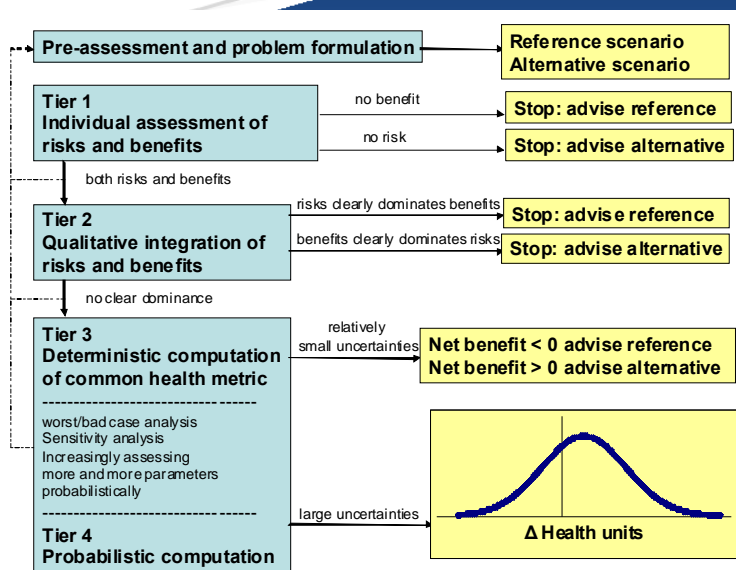 Pre-assessment and problem formulation
Reference scenario
Alternative scenario
Tier 1
Individual assessment of
risks and benefits
no benefit
Stop: advise reference
no risk
Stop: advise alternative
both risks and benefits
Tier 2
Qualitative integration of
risks and benefits
risks clearly dominates benefits
Stop: advise reference
benefits clearly dominates risks
Stop: advise alternative
no clear dominance
Tier 3
Deterministic computation
of common health metric
relatively
small uncertainties
Net benefit < 0 advise reference
Net benefit > 0 advise alternative
worst/bad case analysis
Sensitivity analysis
Increasingly assessing
more and more parameters
probabilistically
large uncertainties
Δ Health units
Tier 4
Probabilistic computation